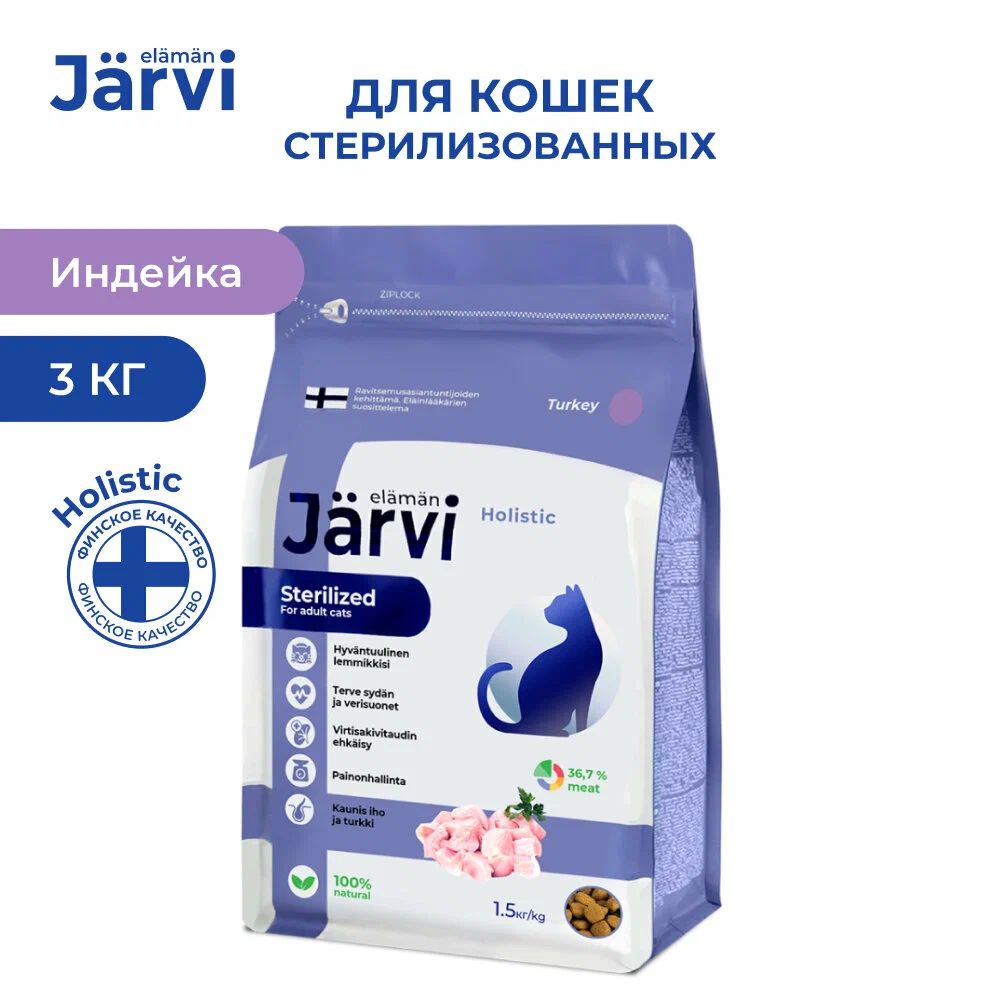 elämän
Järvi
ДЛЯ КОШЕК
СТЕРИЛИЗОВАННЫХ
Индейка
3 КГ
Holistic
ФИНСКОЕ КАЧЕСТВО
ФИНСКОЕ КАЧЕСТВО
ZIPLOCK
Ravitsemusasiantuntijoiden
kehittämä. Eläinlääkärien
suosittelema
Turkey
elämän
Järvi
Holistic
Sterilized
For adult cats
Hyväntuulinen
lemmikkisi
Terve sydän
ja verisuonet
Virtisakivitaudin
ehkäisy
Painonhallinta
Kaunis iho
ja turkki
36,7 %
meat
100%
natural
1.5кг/kg